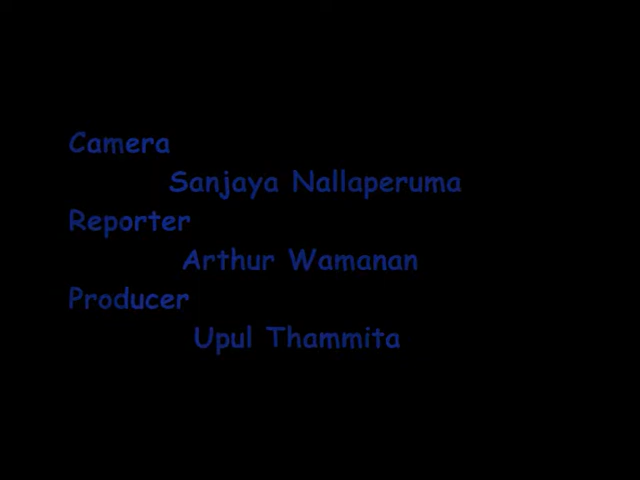 Camera
Sanjaya Nallaperuma
Reporter
Arthur Wamanan
Producer
Upul Thammita